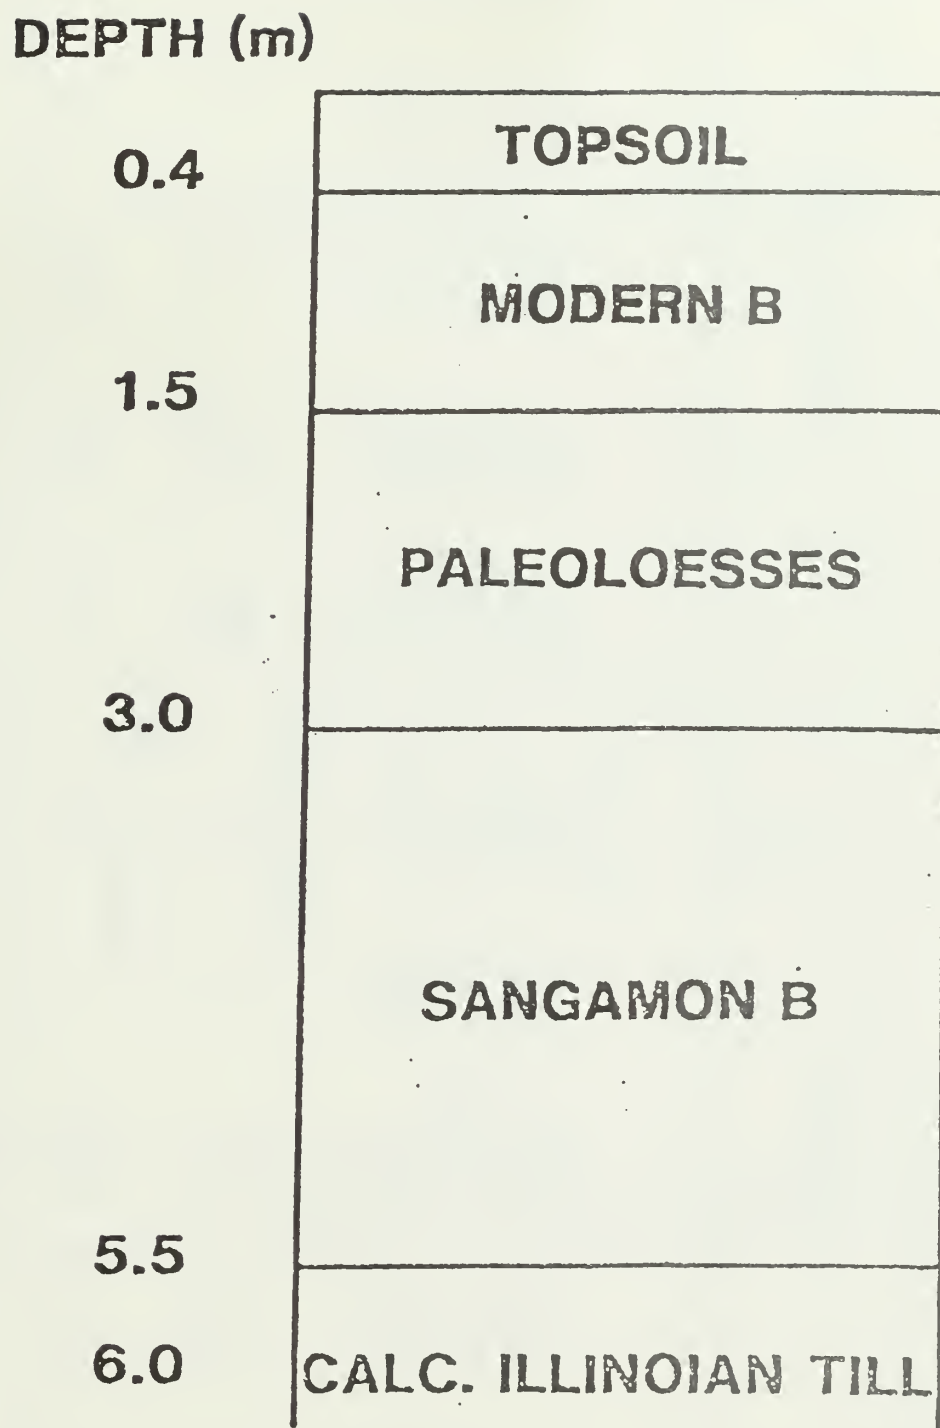 DEPTH (m)
TOPSOIL
0.4
MODERN B
1.5
PALEOLOESSES
3.0
SANGAMON B
5.5
6.0 CALC. ILLINOIAN TILL